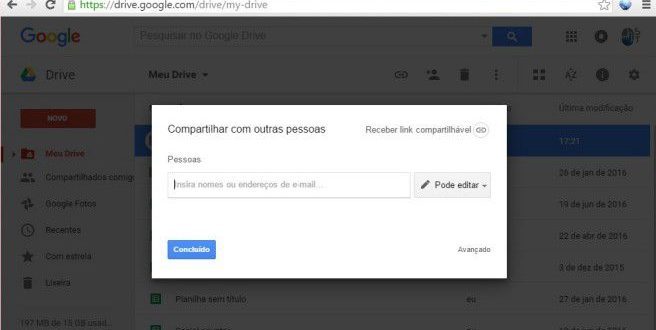 https://drive.google.com/drive/my-drive
Google
Pesquisar no Google Drive
Drive
Meu Drive
NOVO
Última modificação
Meu Drive
17:21
Compartilhar com outras pessoas
Receber link compartilhável
Pessoas
Insira nomes ou endereços de e-mail...
Pode editar
Concluído
Avançado
Compartilhados comigo
26 de jan de 2016
Google Fotos
19 de jun de 2016
Recentes
22 de abr de 2016
Com estrela
3 de dez de 2015
Lixeira
Planilha sem título
eu
27 de jan de 2016
197 MB de 15 GB usad